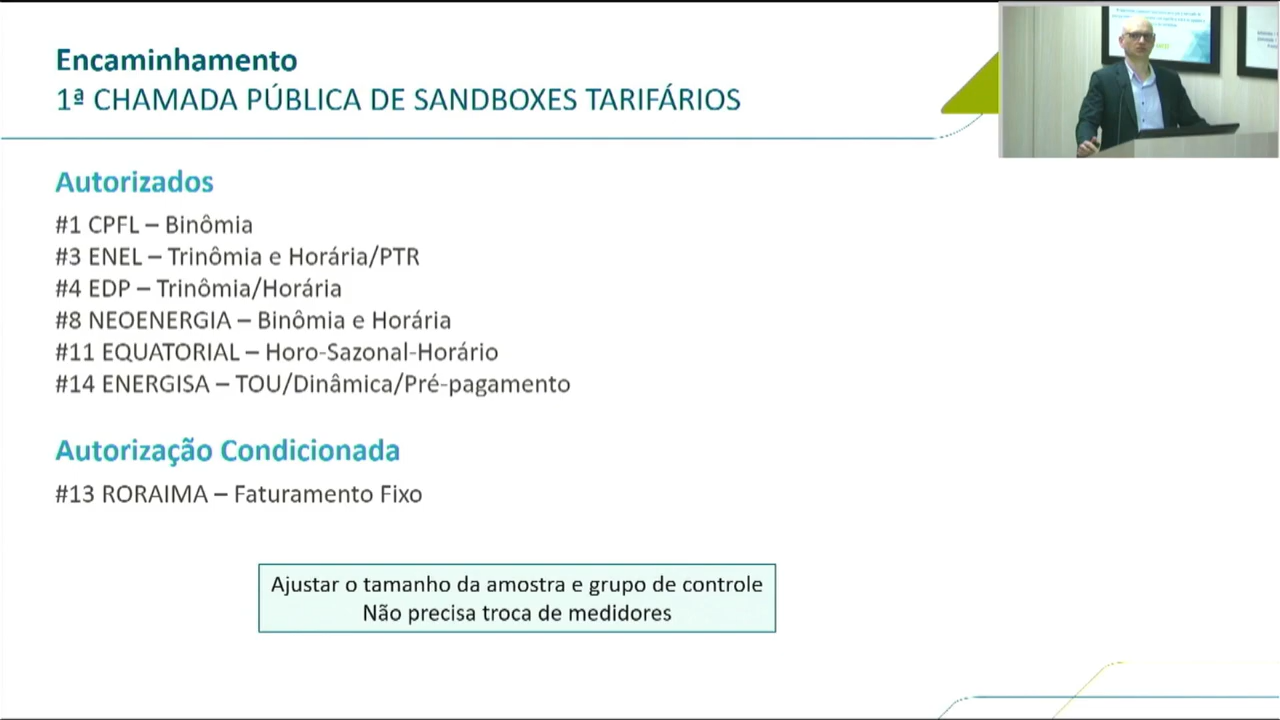 Encaminhamento
1ª CHAMADA PÚBLICA DE SANDBOXES TARIFÁRIOS
Autorizados
#1 CPFL – Binômia
#3 ENEL – Trinômia e Horária/PTR
#4 EDP – Trinômia/Horária
#8 NEOENERGIA – Binômia e Horária
#11 EQUATORIAL – Horo-Sazonal-Horário
#14 ENERGISA – TOU/Dinâmica/Pré-pagamento
Autorização Condicionada
#13 RORAIMA – Faturamento Fixo
Ajustar o tamanho da amostra e grupo de controle
Não precisa troca de medidores